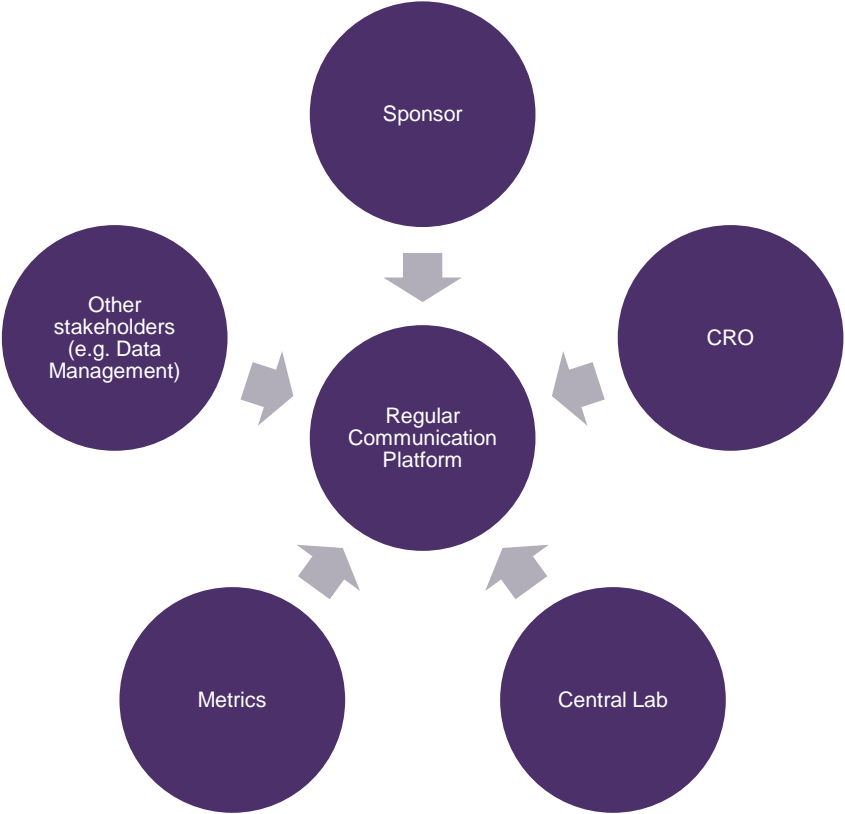 Sponsor
Other
stakeholders
(e.g. Data
Management)
CRO
Regular
Communication
Platform
Metrics
Central Lab